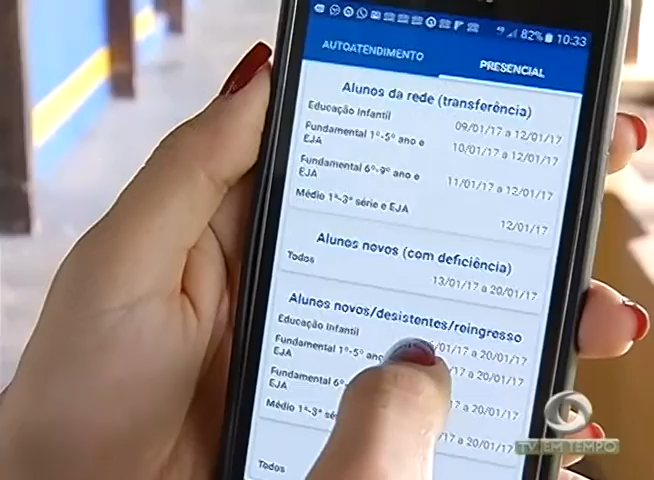 82% 10:33
AUTOATENDIMENTO PRESENCIAL
Alunos da rede (transferência)
Educação Infantil 09/01/17 a 12/01/17
Fundamental 1º-5º ano e EJA 10/01/17 a 12/01/17
Fundamental 6º-9º ano e EJA 11/01/17 a 12/01/17
Médio 1ª-3ª série e EJA 12/01/17
Alunos novos (com deficiência)
Todos 13/01/17 a 20/01/17
Alunos novos/desistentes/reingresso
Educação Infantil /01/17 a 20/01/17
Fundamental 1º-5º ano e EJA /01/17 a 20/01/17
Fundamental EJA /01/17 a 20/01/17
Médio 1ª-3ª /17 a 20/01/17
Todos
TV EM TEMPO